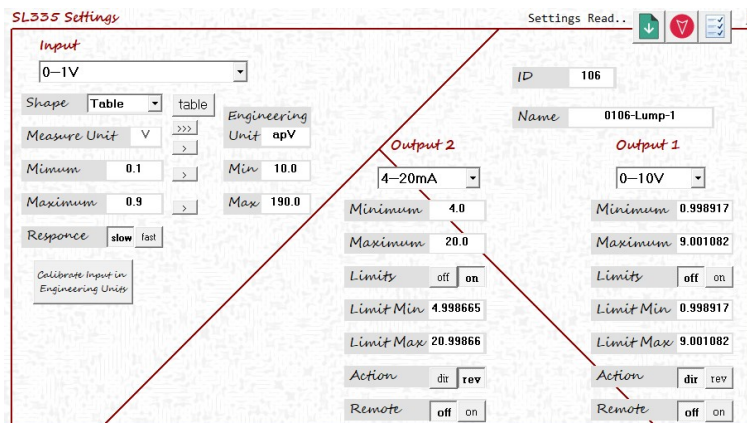 SL335 Settings
Settings Read..
Input
0-1V
Shape Table table
Measure Unit V >>>
>
Mimum 0.1 >
Maximum 0.9 >
Responce slow fast
Calibrate Input in
Engineering Units
Engineering
Unit apV
Min 10.0
Max 190.0
ID 106
Name 0106-Lump-1
Output 2
4-20mA
Minimum 4.0
Maximum 20.0
Limits off on
Limit Min 4.998665
Limit Max 20.99866
Action dir rev
Remote off on
Output 1
0-10V
Minimum 0.998917
Maximum 9.001082
Limits off on
Limit Min 0.998917
Limit Max 9.001082
Action dir rev
Remote off on